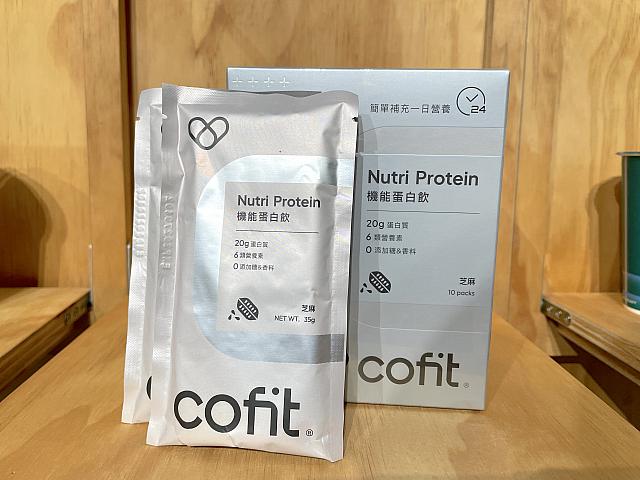 簡單補充一日營養
24
Nutri Protein
機能蛋白飲
20g 蛋白質
6 類營養素
0 添加糖&香料
芝麻
10 packs
cofit®
Nutri Protein
機能蛋白飲
20g 蛋白質
6 類營養素
0 添加糖&香料
芝麻
NET WT. 35g
cofit®